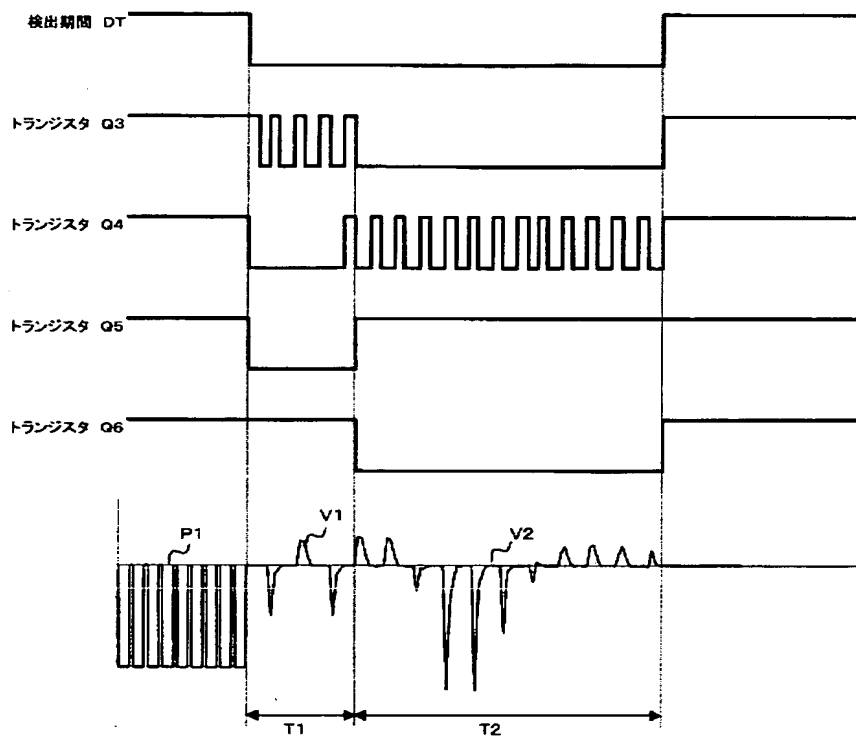 検出期間 DT
トランジスタ Q3
トランジスタ Q4
トランジスタ Q5
トランジスタ Q6
P1
V1
V2
T1
T2